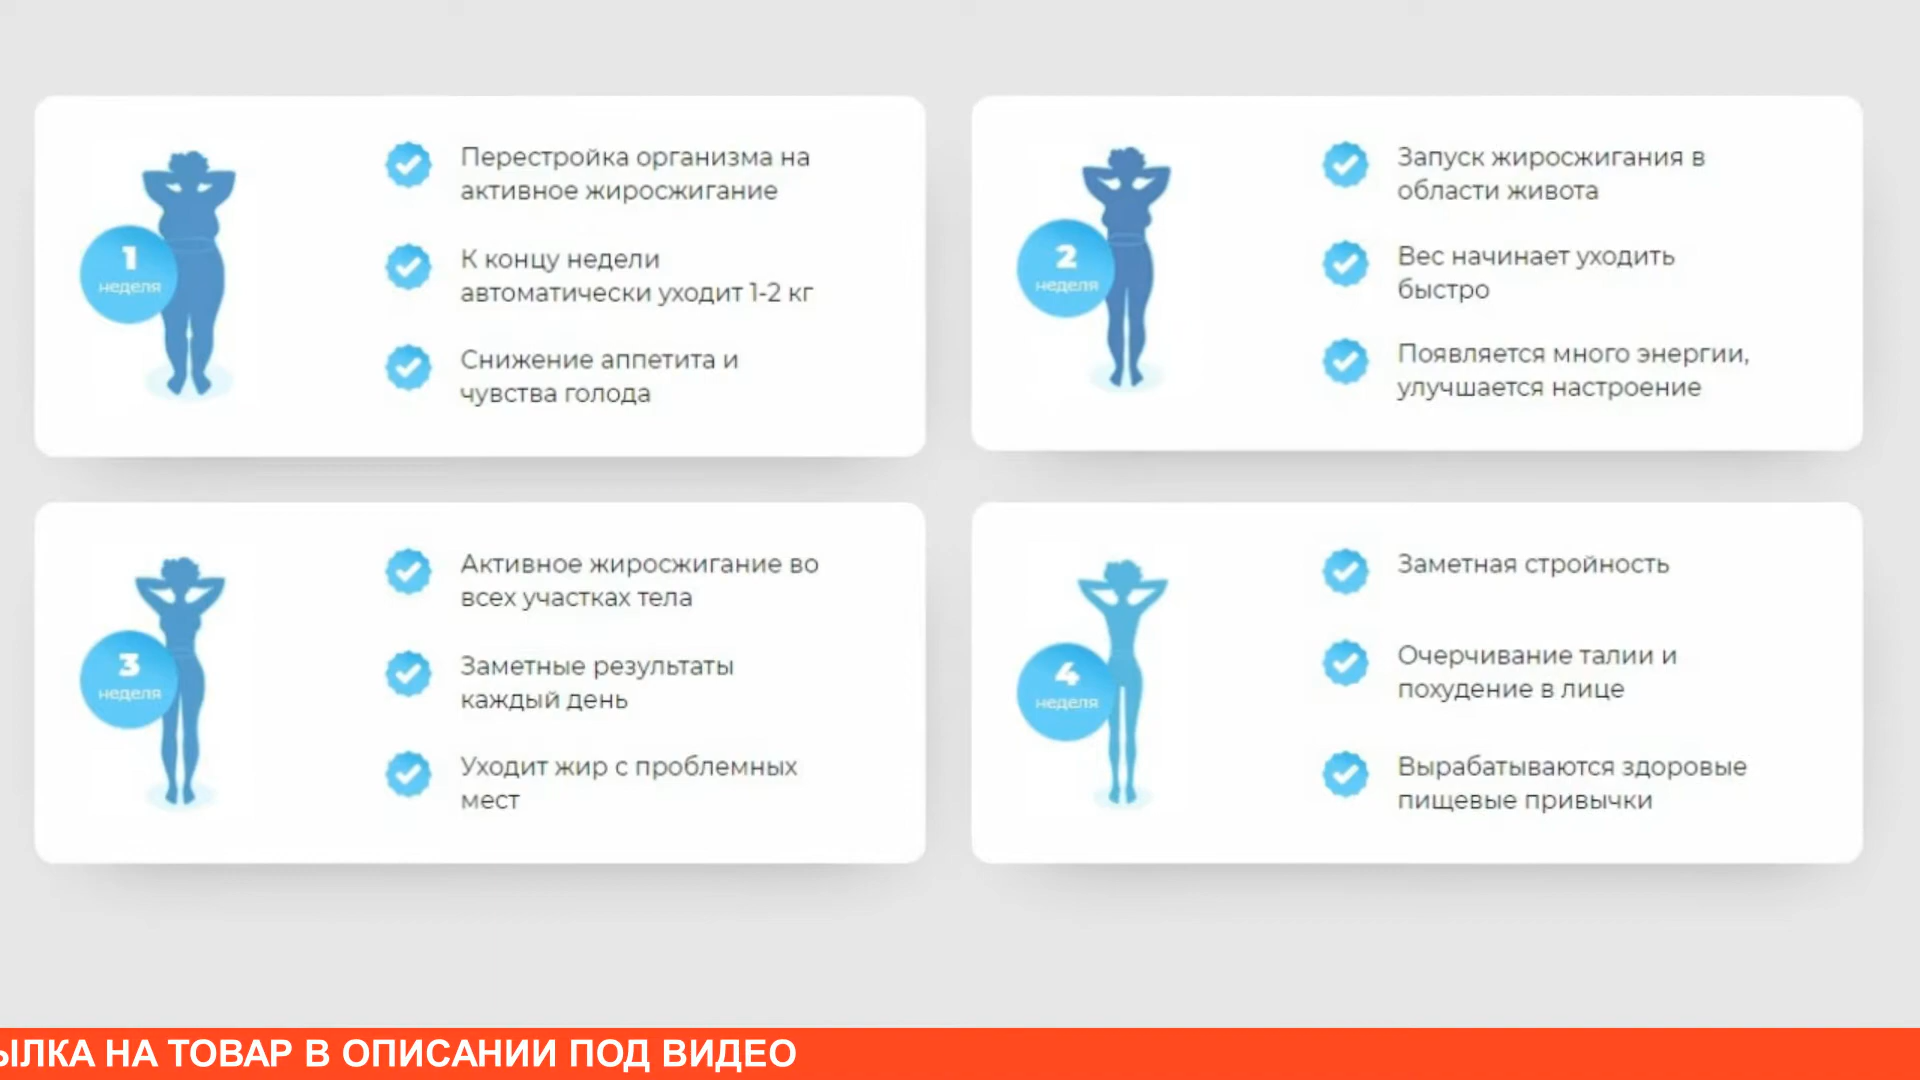 1
неделя
Перестройка организма на
активное жиросжигание
К концу недели
автоматически уходит 1-2 кг
Снижение аппетита и
чувства голода
2
неделя
Запуск жиросжигания в
области живота
Вес начинает уходить
быстро
Появляется много энергии,
улучшается настроение
3
неделя
Активное жиросжигание во
всех участках тела
Заметные результаты
каждый день
Уходит жир с проблемных
мест
4
неделя
Заметная стройность
Очерчивание талии и
похудение в лице
Вырабатываются здоровые
пищевые привычки
ЫЛКА НА ТОВАР В ОПИСАНИИ ПОД ВИДЕО